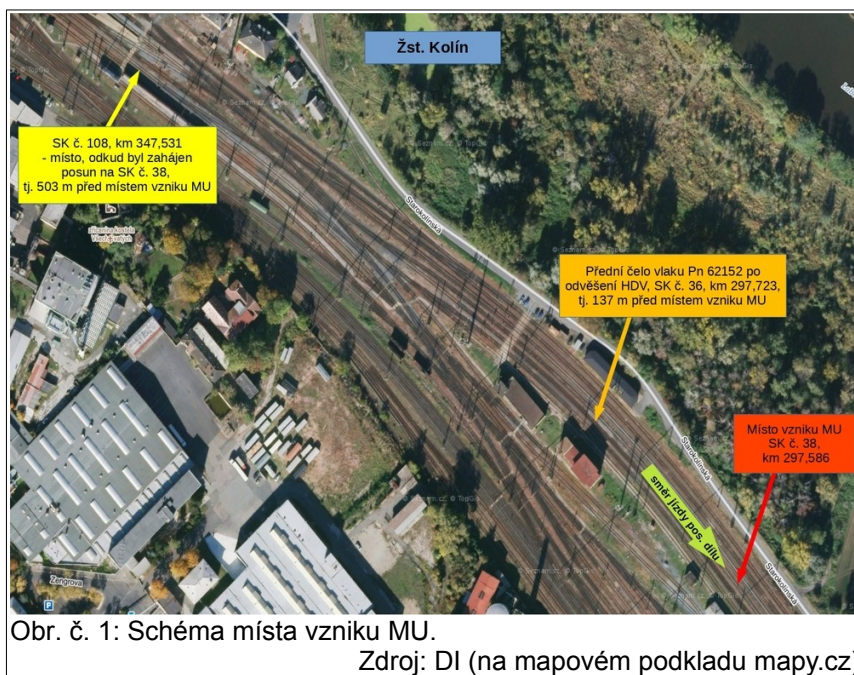 Žst. Kolín
SK č. 108, km 347,531
- místo, odkud byl zahájen
posun na SK č. 38,
tj. 503 m před místem vzniku MU
Starokolínská
© Seznam.cz, © TopGis
Přední čelo vlaku Pn 62152 po
odvěšení HDV, SK č. 36, km 297,723,
tj. 137 m před místem vzniku MU
Místo vzniku MU
SK č. 38,
km 297,586
směr jízdy pos. dílu
Starokolínská
Starokolínská
Zengrova
P
Obr. č. 1: Schéma místa vzniku MU.
Zdroj: DI (na mapovém podkladu mapy.cz)